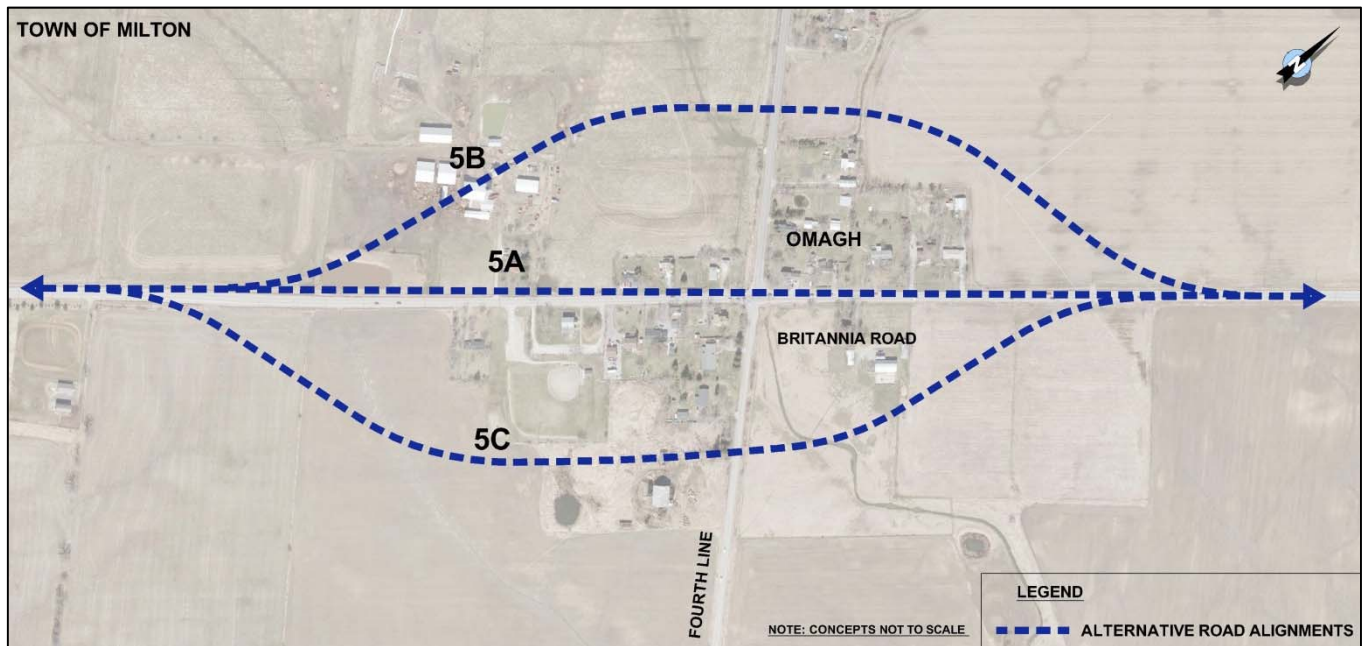 TOWN OF MILTON
N
5B
5A
OMAGH
BRITANNIA ROAD
5C
FOURTH LINE
LEGEND
NOTE: CONCEPTS NOT TO SCALE
ALTERNATIVE ROAD ALIGNMENTS